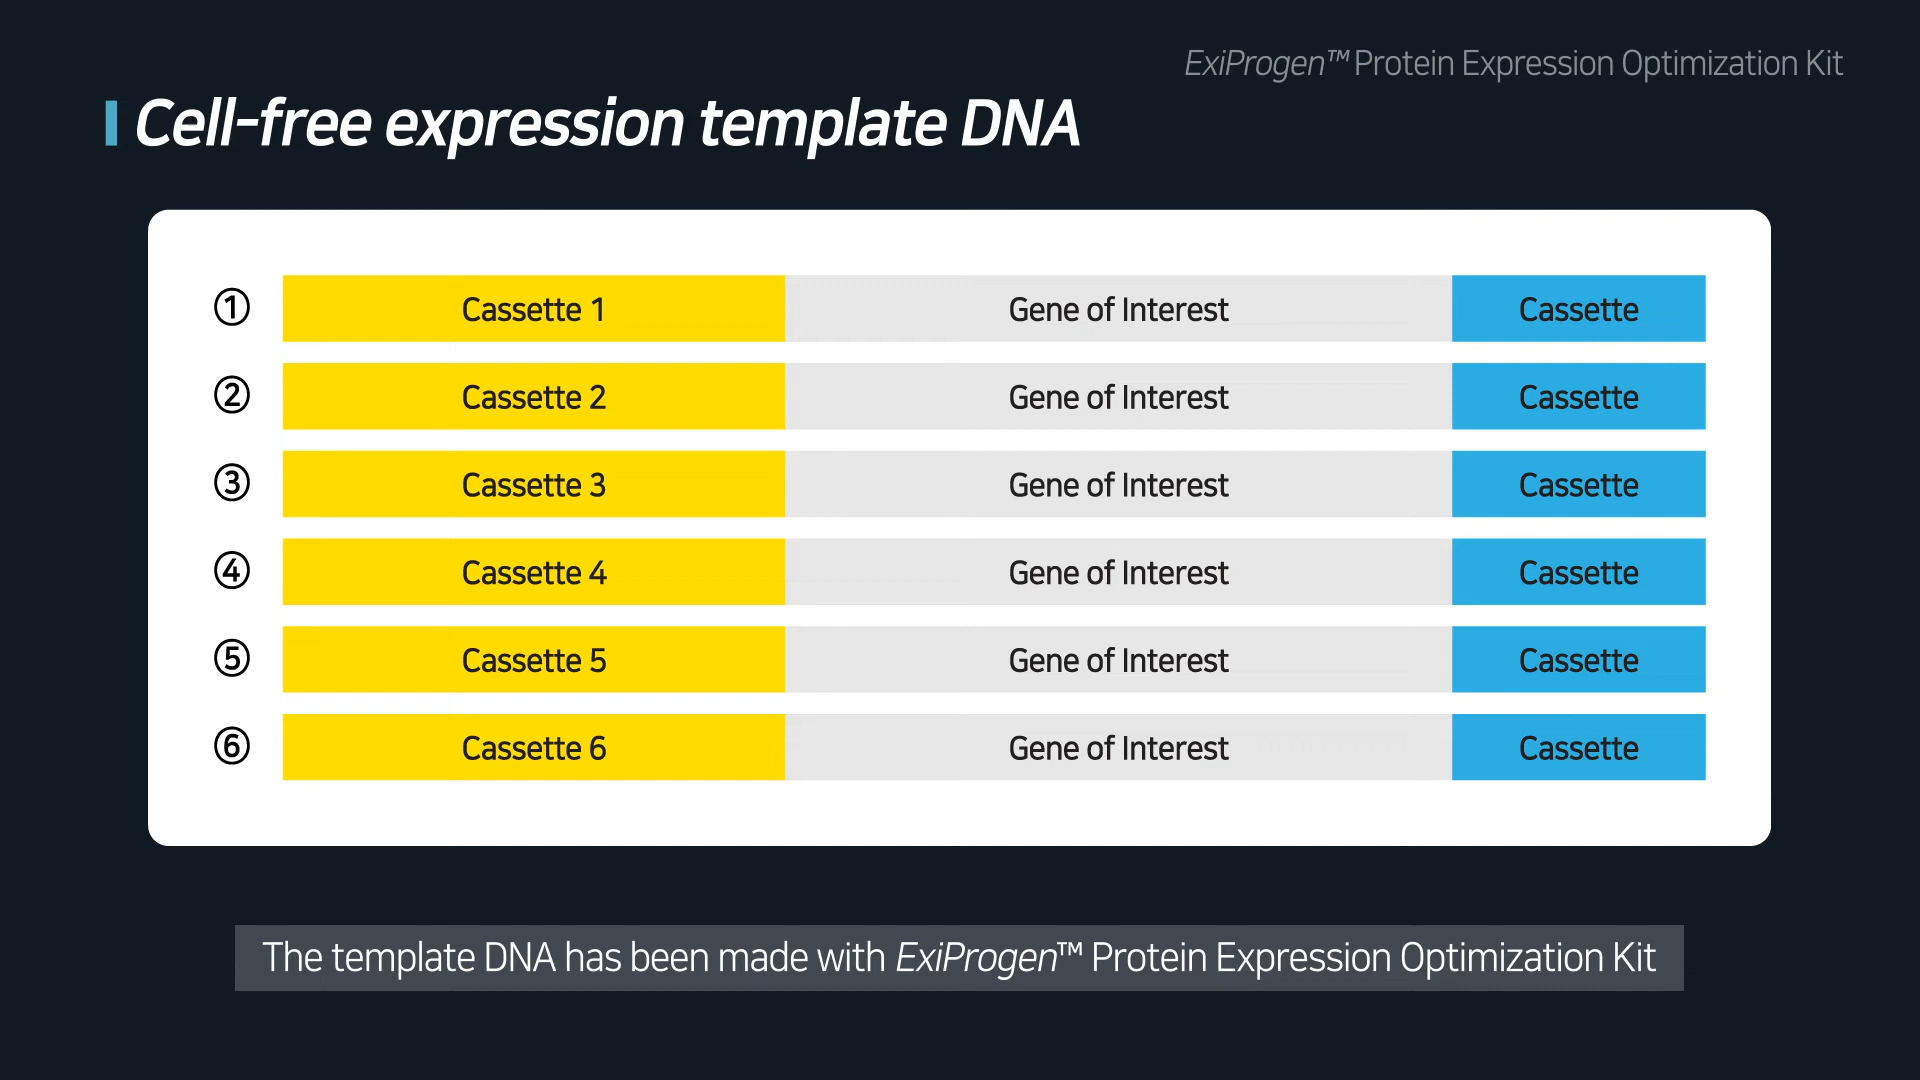 ExiProgen™ Protein Expression Optimization Kit
Cell-free expression template DNA
① Cassette 1 Gene of Interest Cassette
② Cassette 2 Gene of Interest Cassette
③ Cassette 3 Gene of Interest Cassette
④ Cassette 4 Gene of Interest Cassette
⑤ Cassette 5 Gene of Interest Cassette
⑥ Cassette 6 Gene of Interest Cassette
The template DNA has been made with ExiProgen™ Protein Expression Optimization Kit